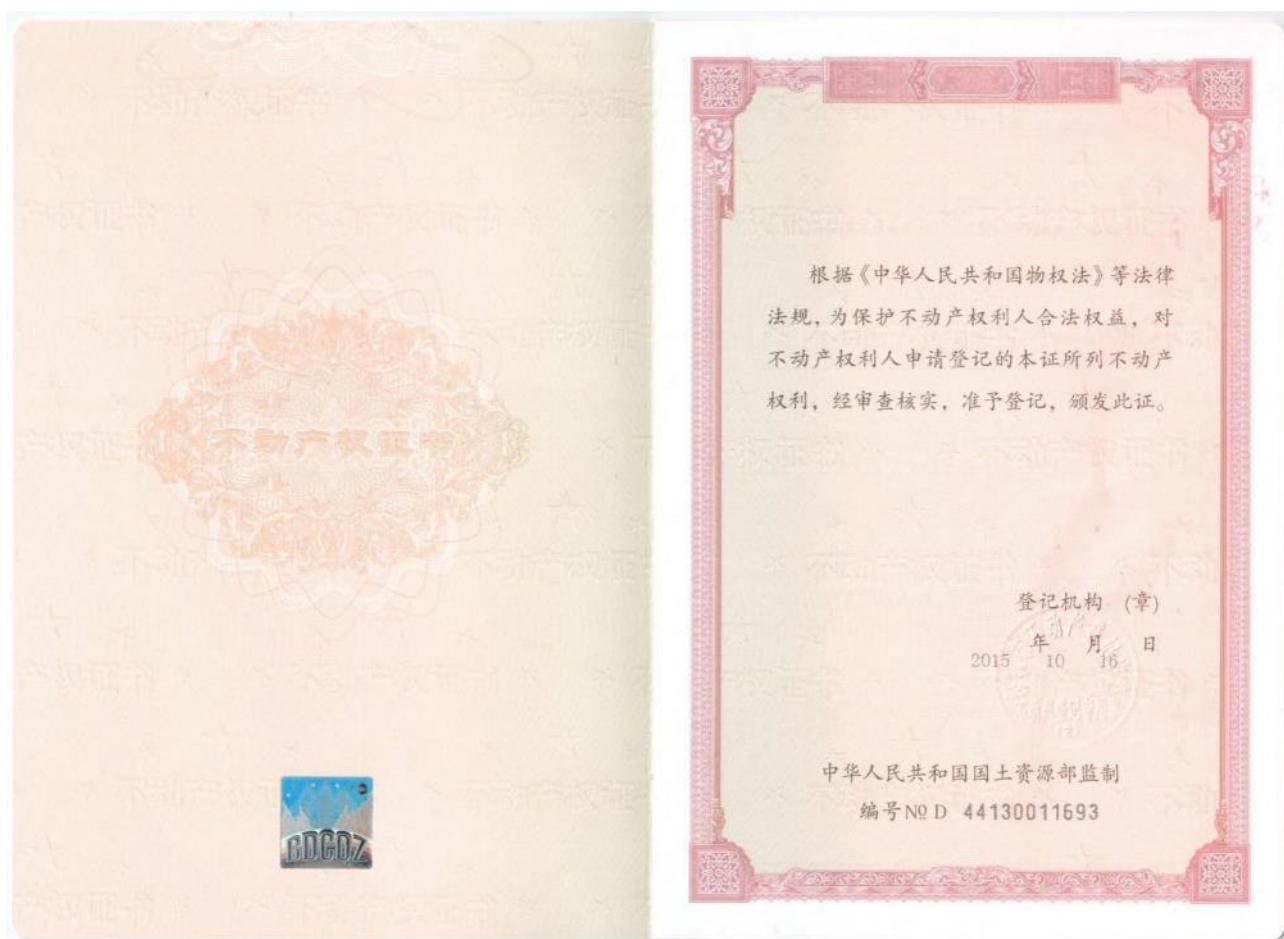 不动产权证书
BDCDZ
根据《中华人民共和国物权法》等法律
法规，为保护不动产权利人合法权益，对
不动产权利人申请登记的本证所列不动产
权利，经审查核实，准予登记，颁发此证。
登记机构 (章)
年 月 日
2015 10 16
中华人民共和国国土资源部监制
编号№ D 44130011693